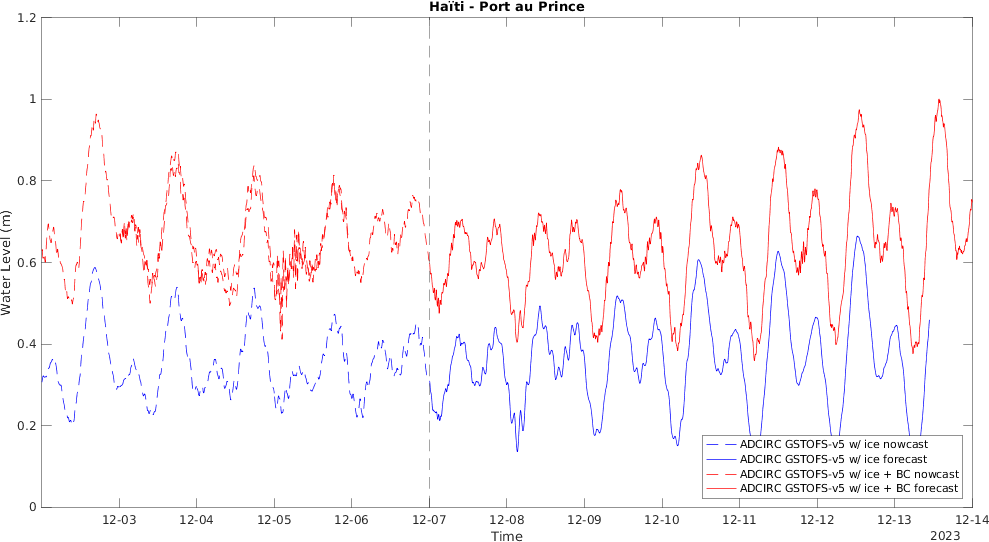 Haïti - Port au Prince
Water Level (m)
1.2
1
0.8
0.6
0.4
0.2
0
12-03 12-04 12-05 12-06 12-07 12-08 12-09 12-10 12-11 12-12 12-13 12-14
Time
2023
ADCIRC GSTOFS-v5 w/ ice nowcast
ADCIRC GSTOFS-v5 w/ ice forecast
ADCIRC GSTOFS-v5 w/ ice + BC nowcast
ADCIRC GSTOFS-v5 w/ ice + BC forecast